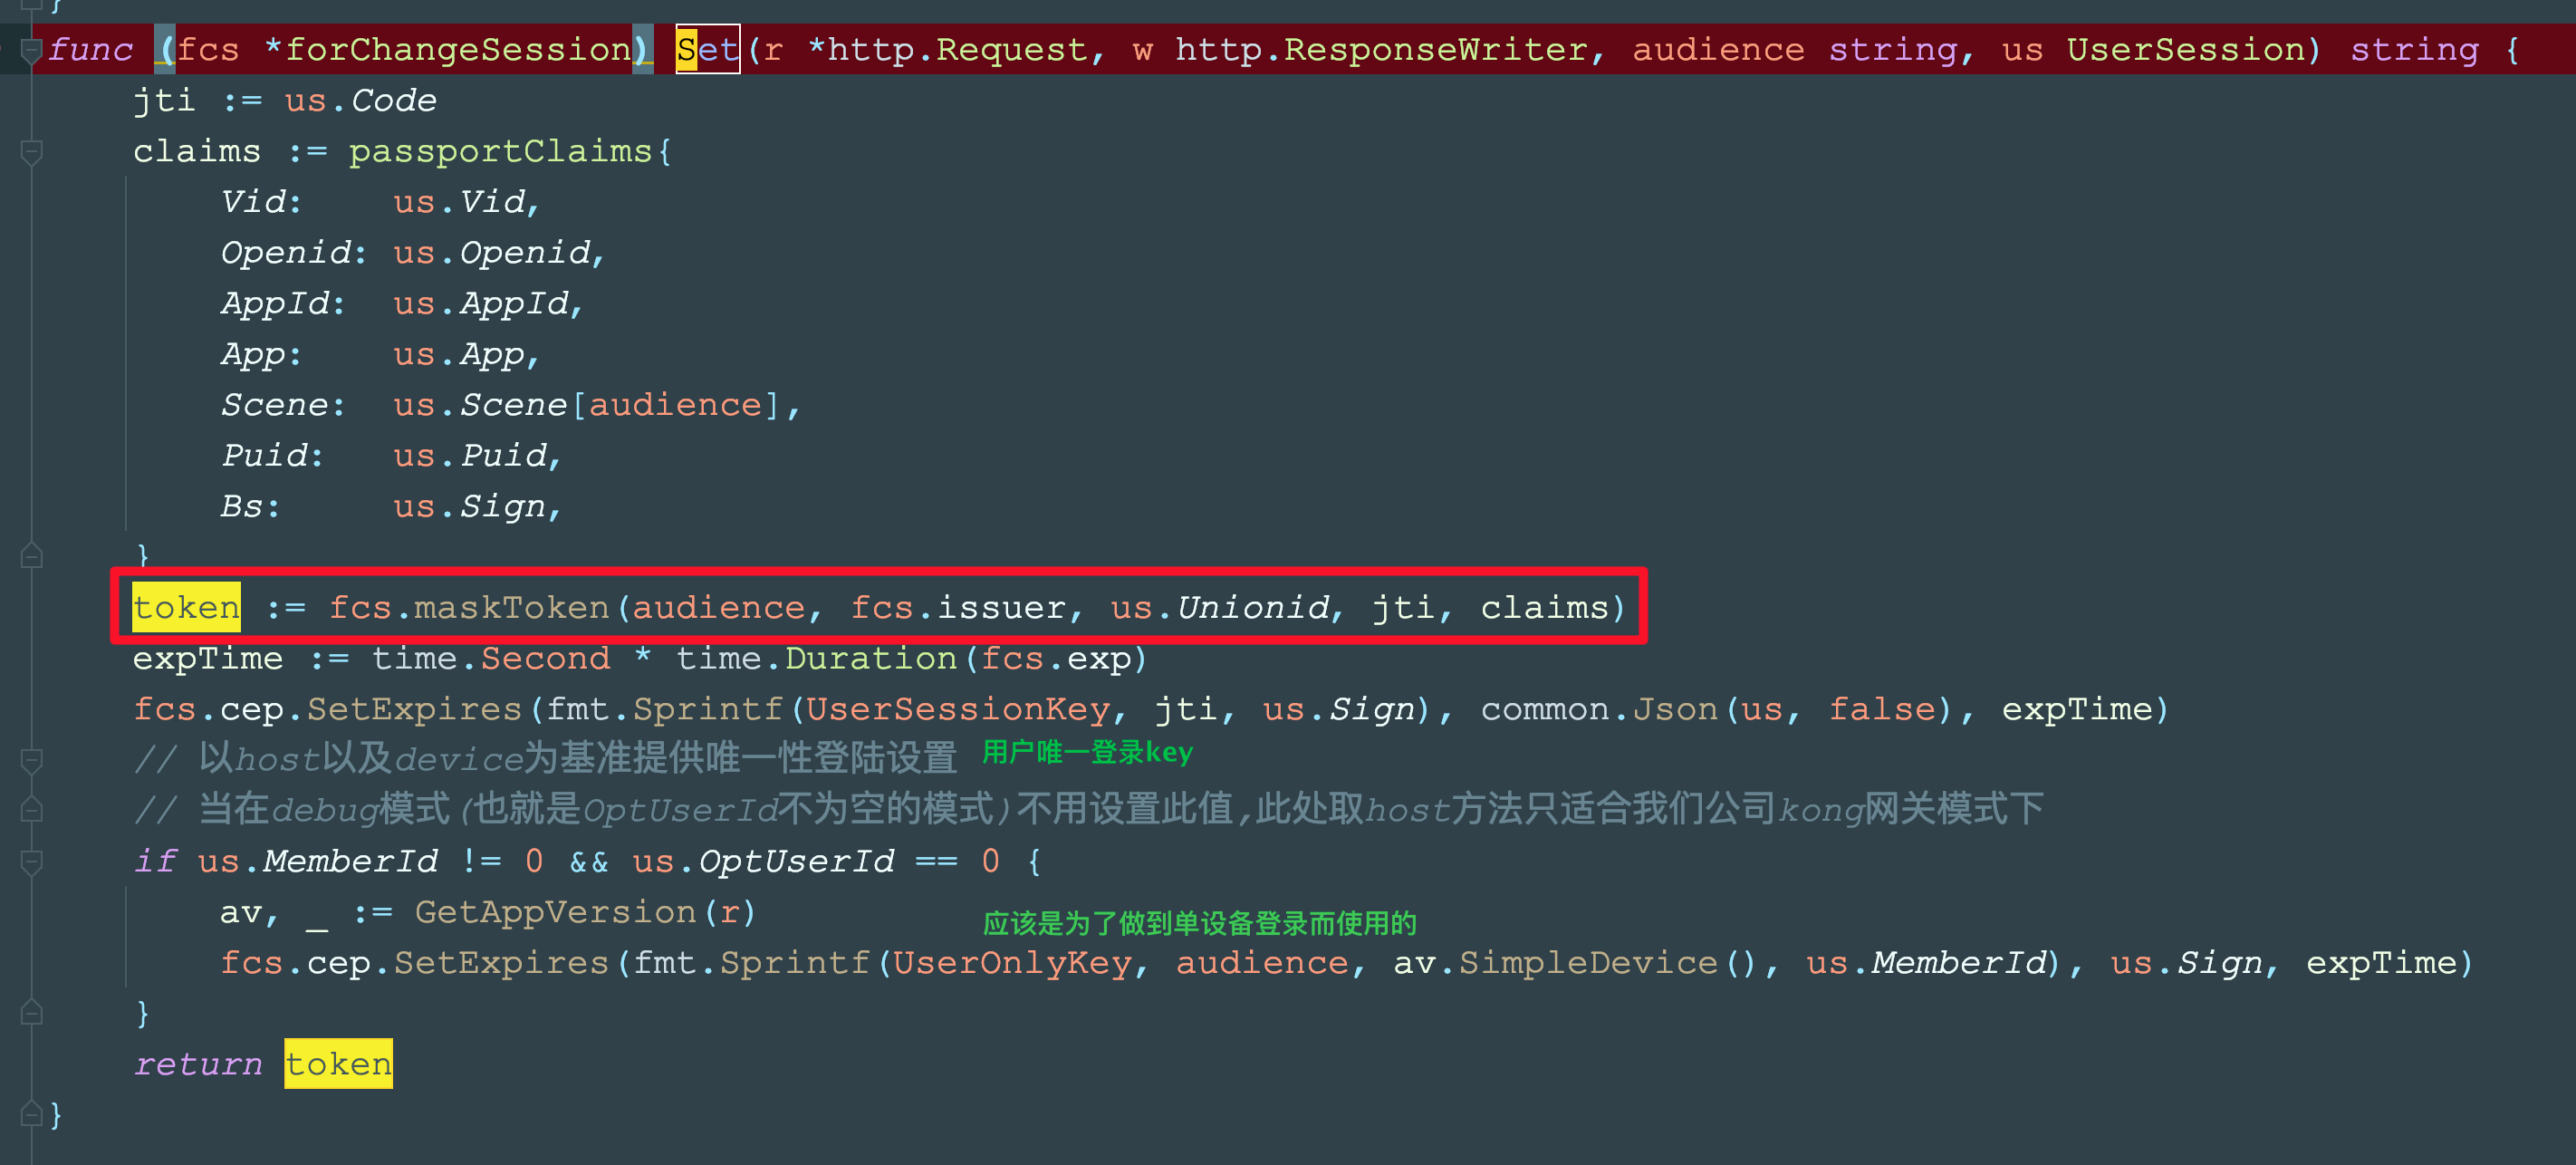 }
func (fcs *forChangeSession) Set(r *http.Request, w http.ResponseWriter, audience string, us UserSession) string {
jti := us.Code
claims := passportClaims{
Vid: us.Vid,
Openid: us.Openid,
AppId: us.AppId,
App: us.App,
Scene: us.Scene[audience],
Puid: us.Puid,
Bs: us.Sign,
}
token := fcs.maskToken(audience, fcs.issuer, us.Unionid, jti, claims)
expTime := time.Second * time.Duration(fcs.exp)
fcs.cep.SetExpires(fmt.Sprintf(UserSessionKey, jti, us.Sign), common.Json(us, false), expTime)
// 以host以及device为基准提供唯一性登陆设置 用户唯一登录key
// 当在debug模式(也就是OptUserId不为空的模式)不用设置此值,此处取host方法只适合我们公司kong网关模式下
if us.MemberId != 0 && us.OptUserId == 0 {
av, _ := GetAppVersion(r)
应该是为了做到单设备登录而使用的
fcs.cep.SetExpires(fmt.Sprintf(UserOnlyKey, audience, av.SimpleDevice(), us.MemberId), us.Sign, expTime)
}
return token
}